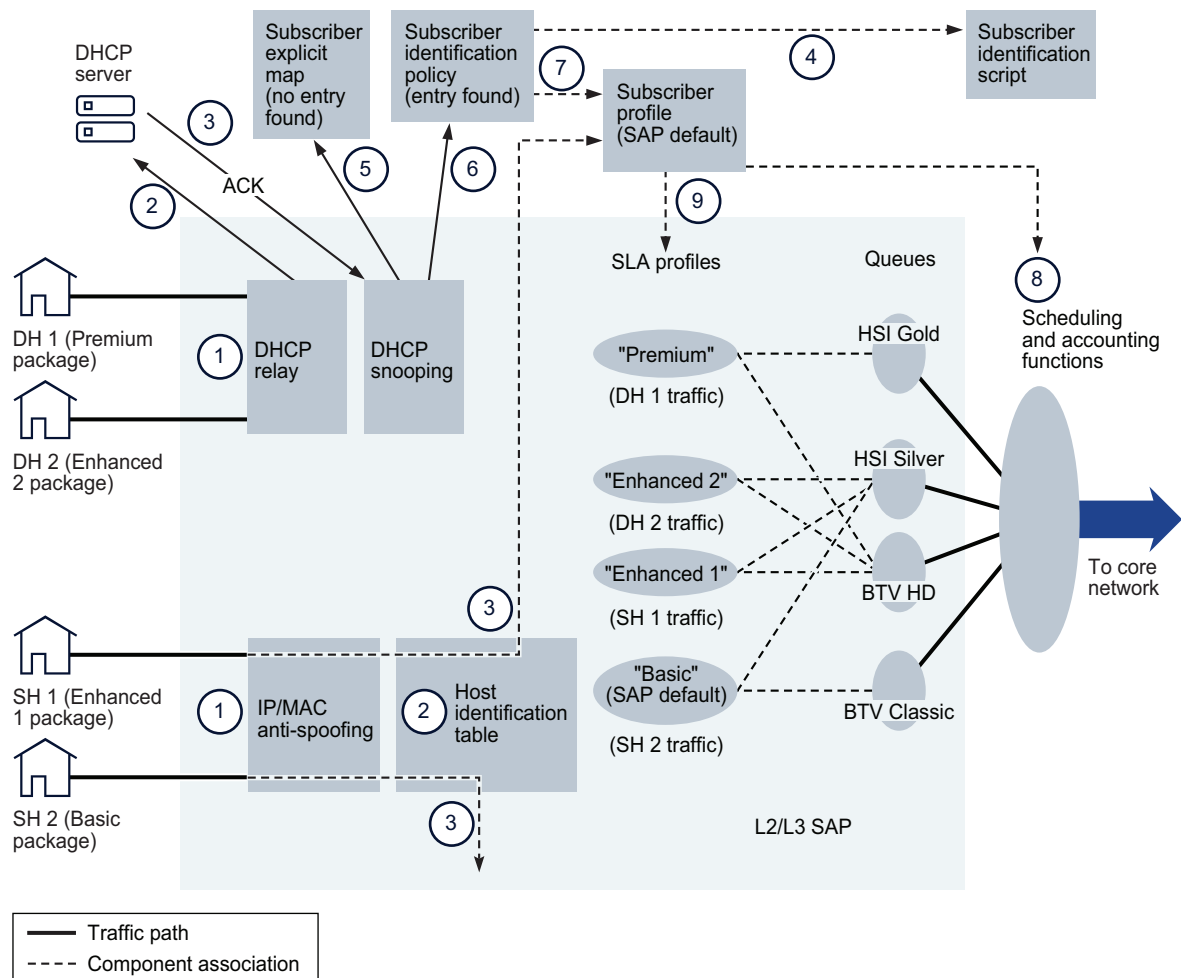 DHCP
server
Subscriber
explicit
map
(no entry
found)
Subscriber
identification
policy
(entry found)
4
Subscriber
identification
script
7
Subscriber
profile
(SAP default)
3
5
6
2
ACK
9
SLA profiles
Queues
8
Scheduling
and accounting
functions
DH 1 (Premium
package)
1
DHCP
relay
DHCP
snooping
DH 2 (Enhanced
2 package)
"Premium"
(DH 1 traffic)
HSI Gold
"Enhanced 2"
(DH 2 traffic)
HSI Silver
"Enhanced 1"
(SH 1 traffic)
BTV HD
To core
network
3
SH 1 (Enhanced
1 package)
1
IP/MAC
anti-spoofing
2
Host
identification
table
"Basic"
(SAP default)
(SH 2 traffic)
BTV Classic
SH 2 (Basic
package)
3
L2/L3 SAP
Traffic path
Component association